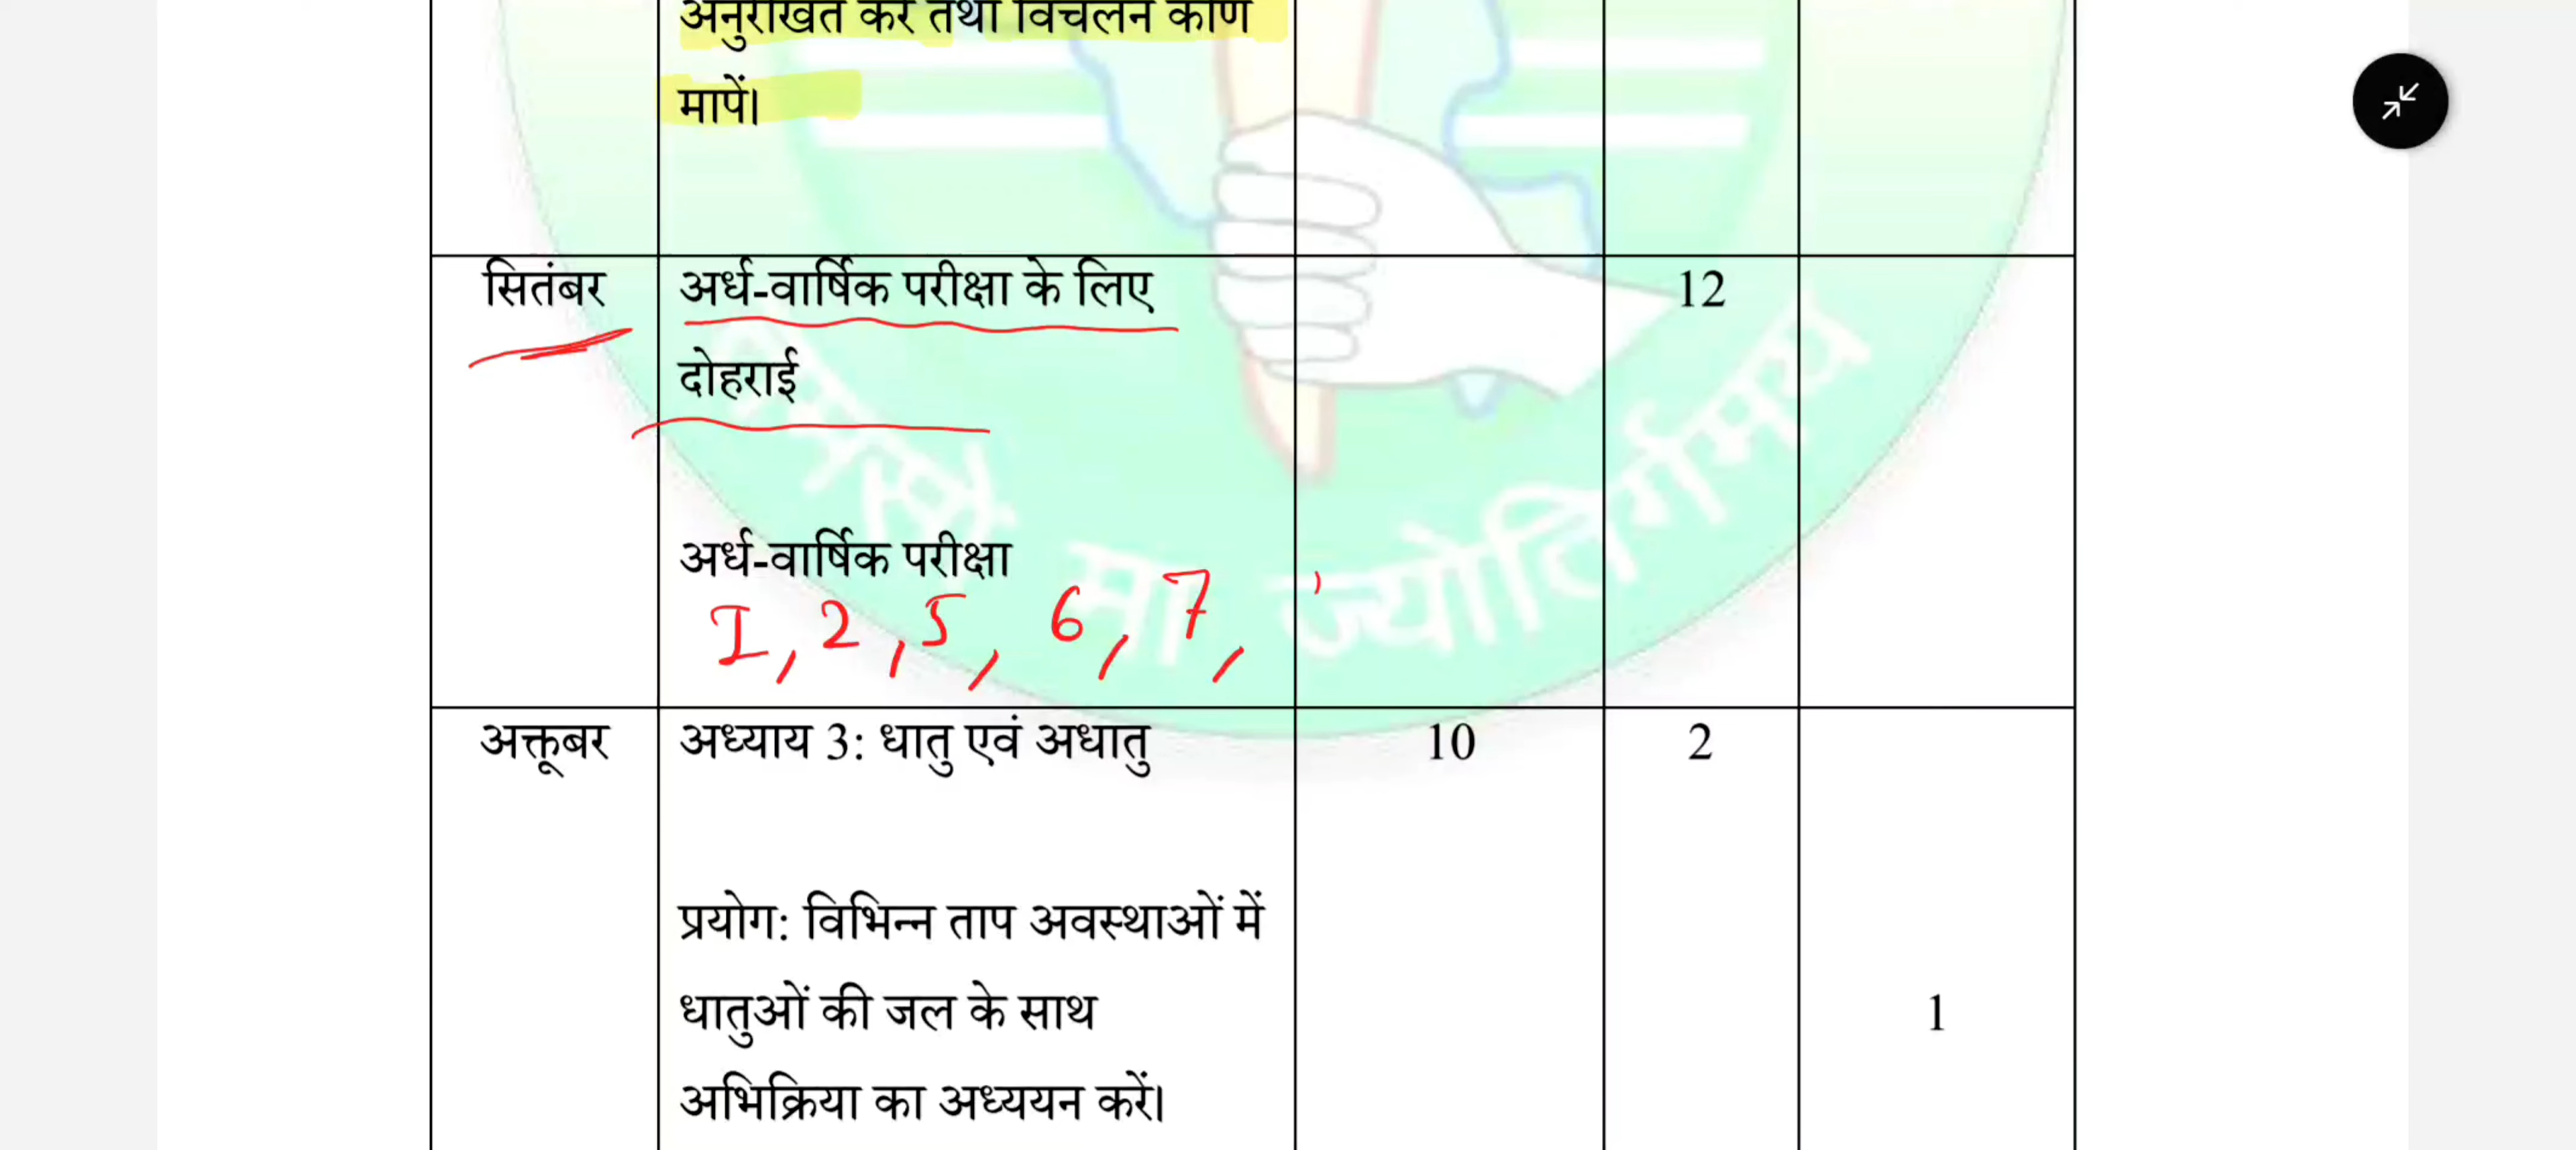 अनुरेखित करें तथा विचलन कोण
मापें।
सितंबर
अर्ध-वार्षिक परीक्षा के लिए
दोहराई
12
अर्ध-वार्षिक परीक्षा
I, 2, 5, 6, 7,
मा ज्योतिर्गमय
अक्तूबर
अध्याय 3: धातु एवं अधातु
10
2
प्रयोग: विभिन्न ताप अवस्थाओं में
धातुओं की जल के साथ
1
अभिक्रिया का अध्ययन करें।